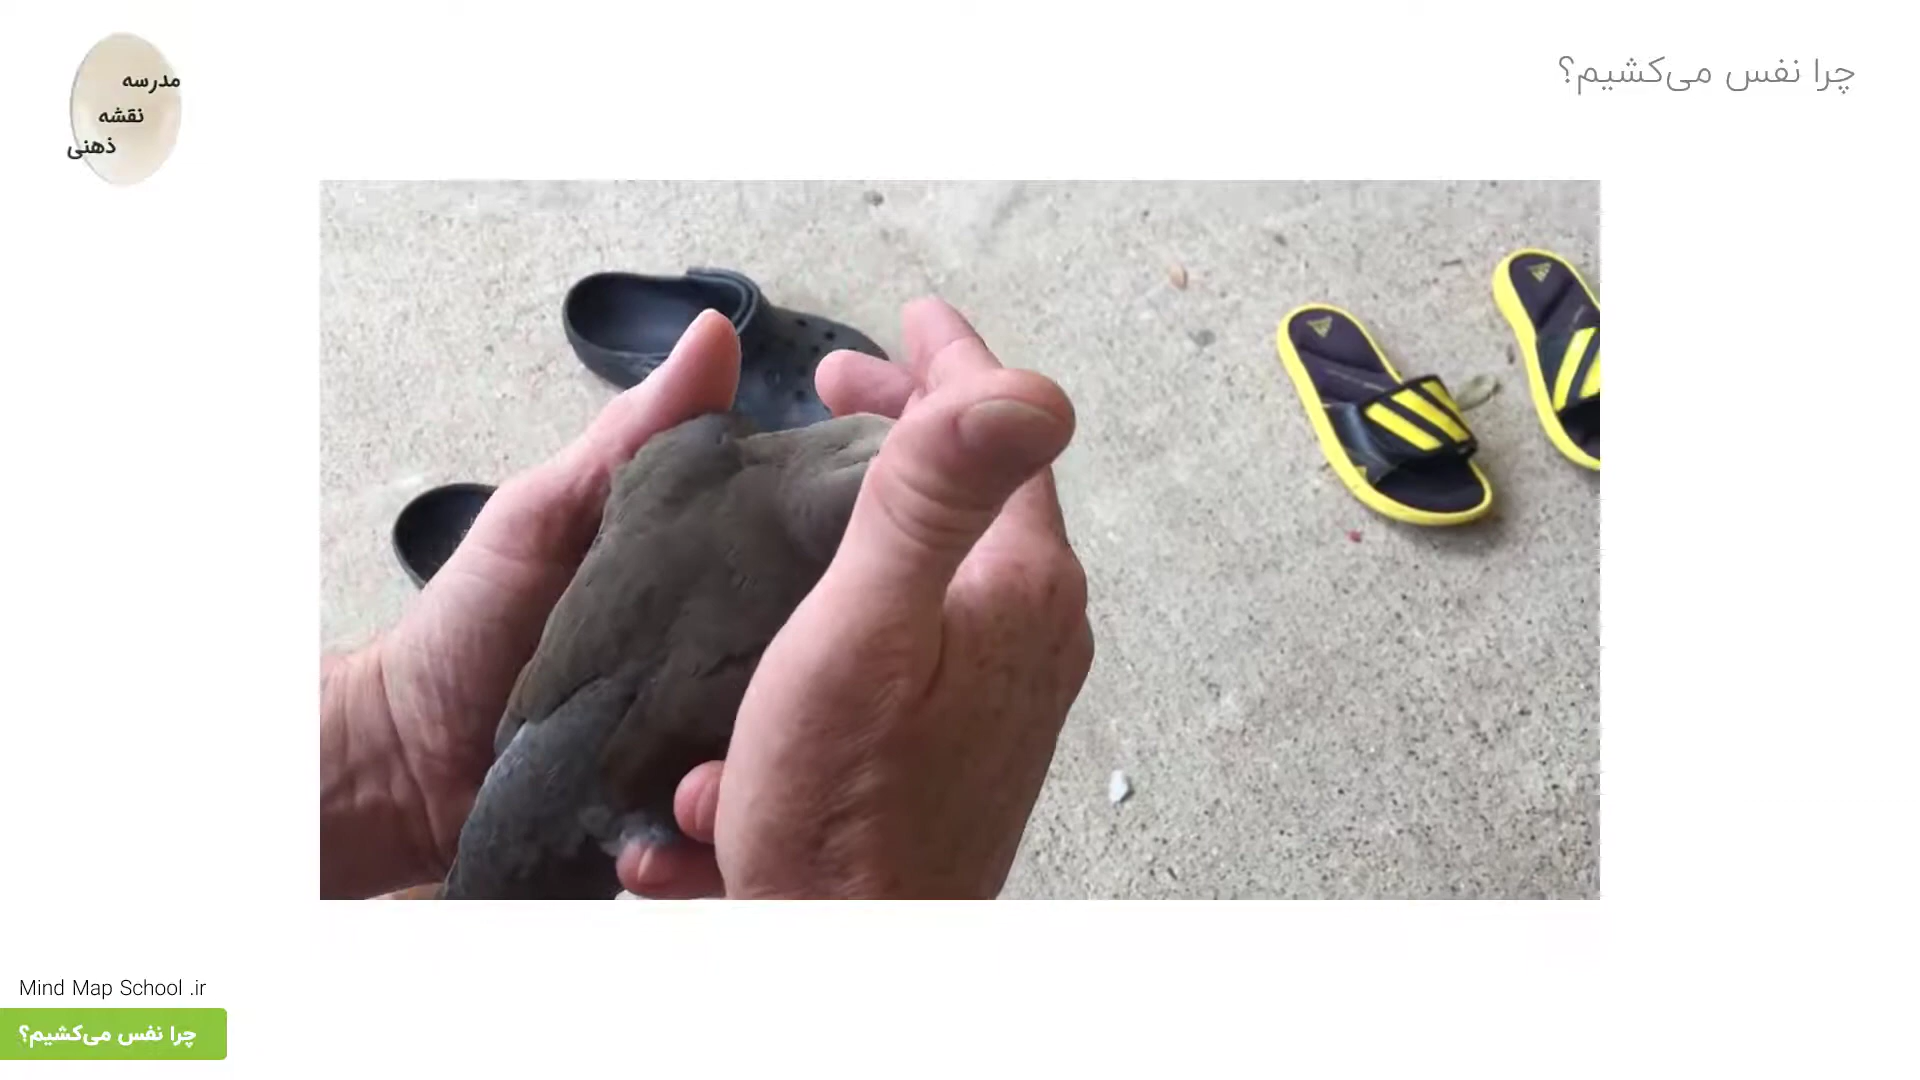 چرا نفس می‌کشیم؟
مدرسه
نقشه
ذهنی
Mind Map School .ir
چرا نفس می‌کشیم؟